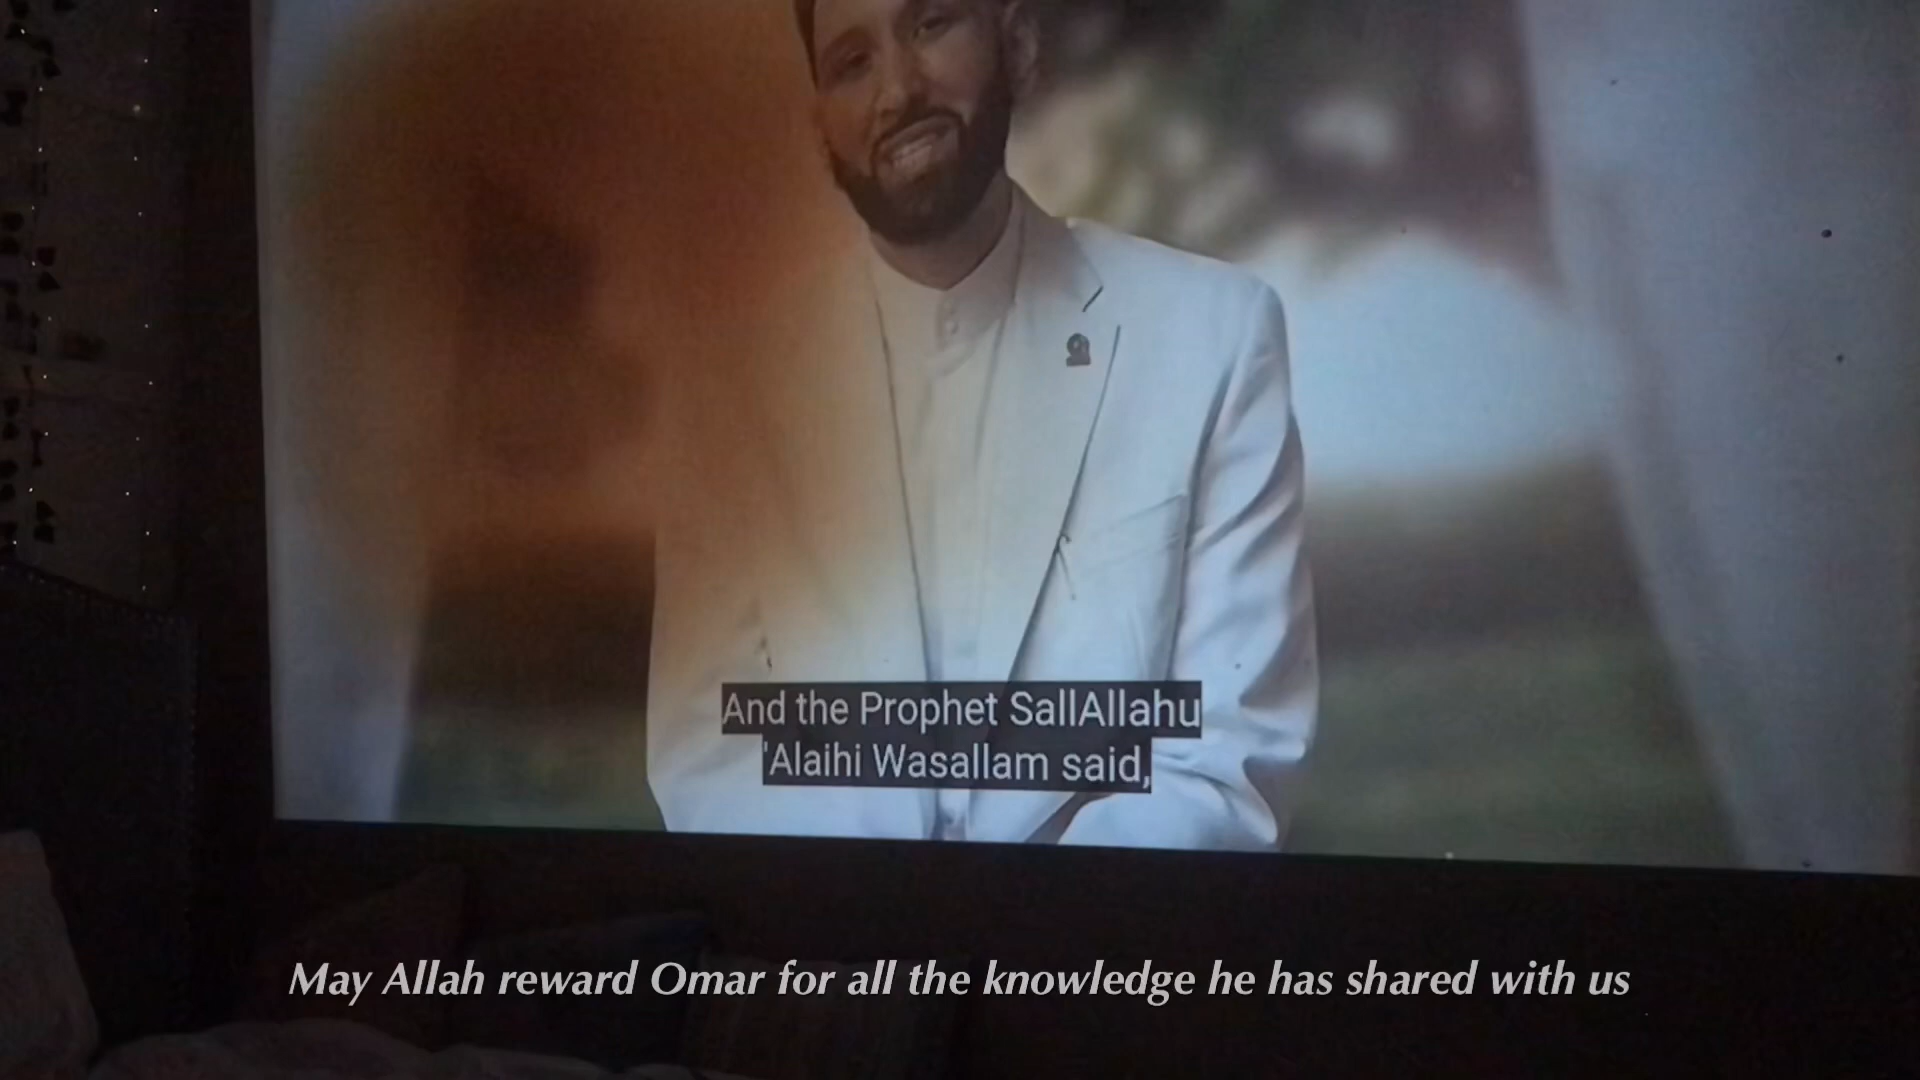 And the Prophet SallAllahu
'Alaihi Wasallam said,
May Allah reward Omar for all the knowledge he has shared with us